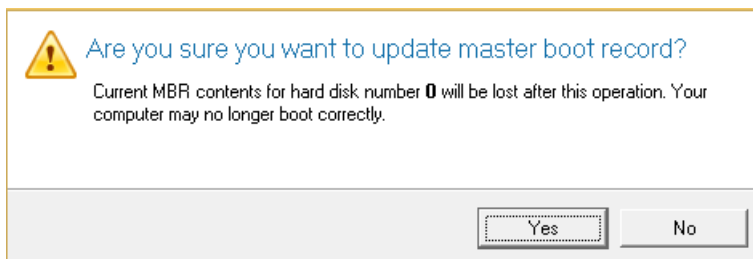 Are you sure you want to update master boot record?
Current MBR contents for hard disk number 0 will be lost after this operation. Your
computer may no longer boot correctly.
Yes
No